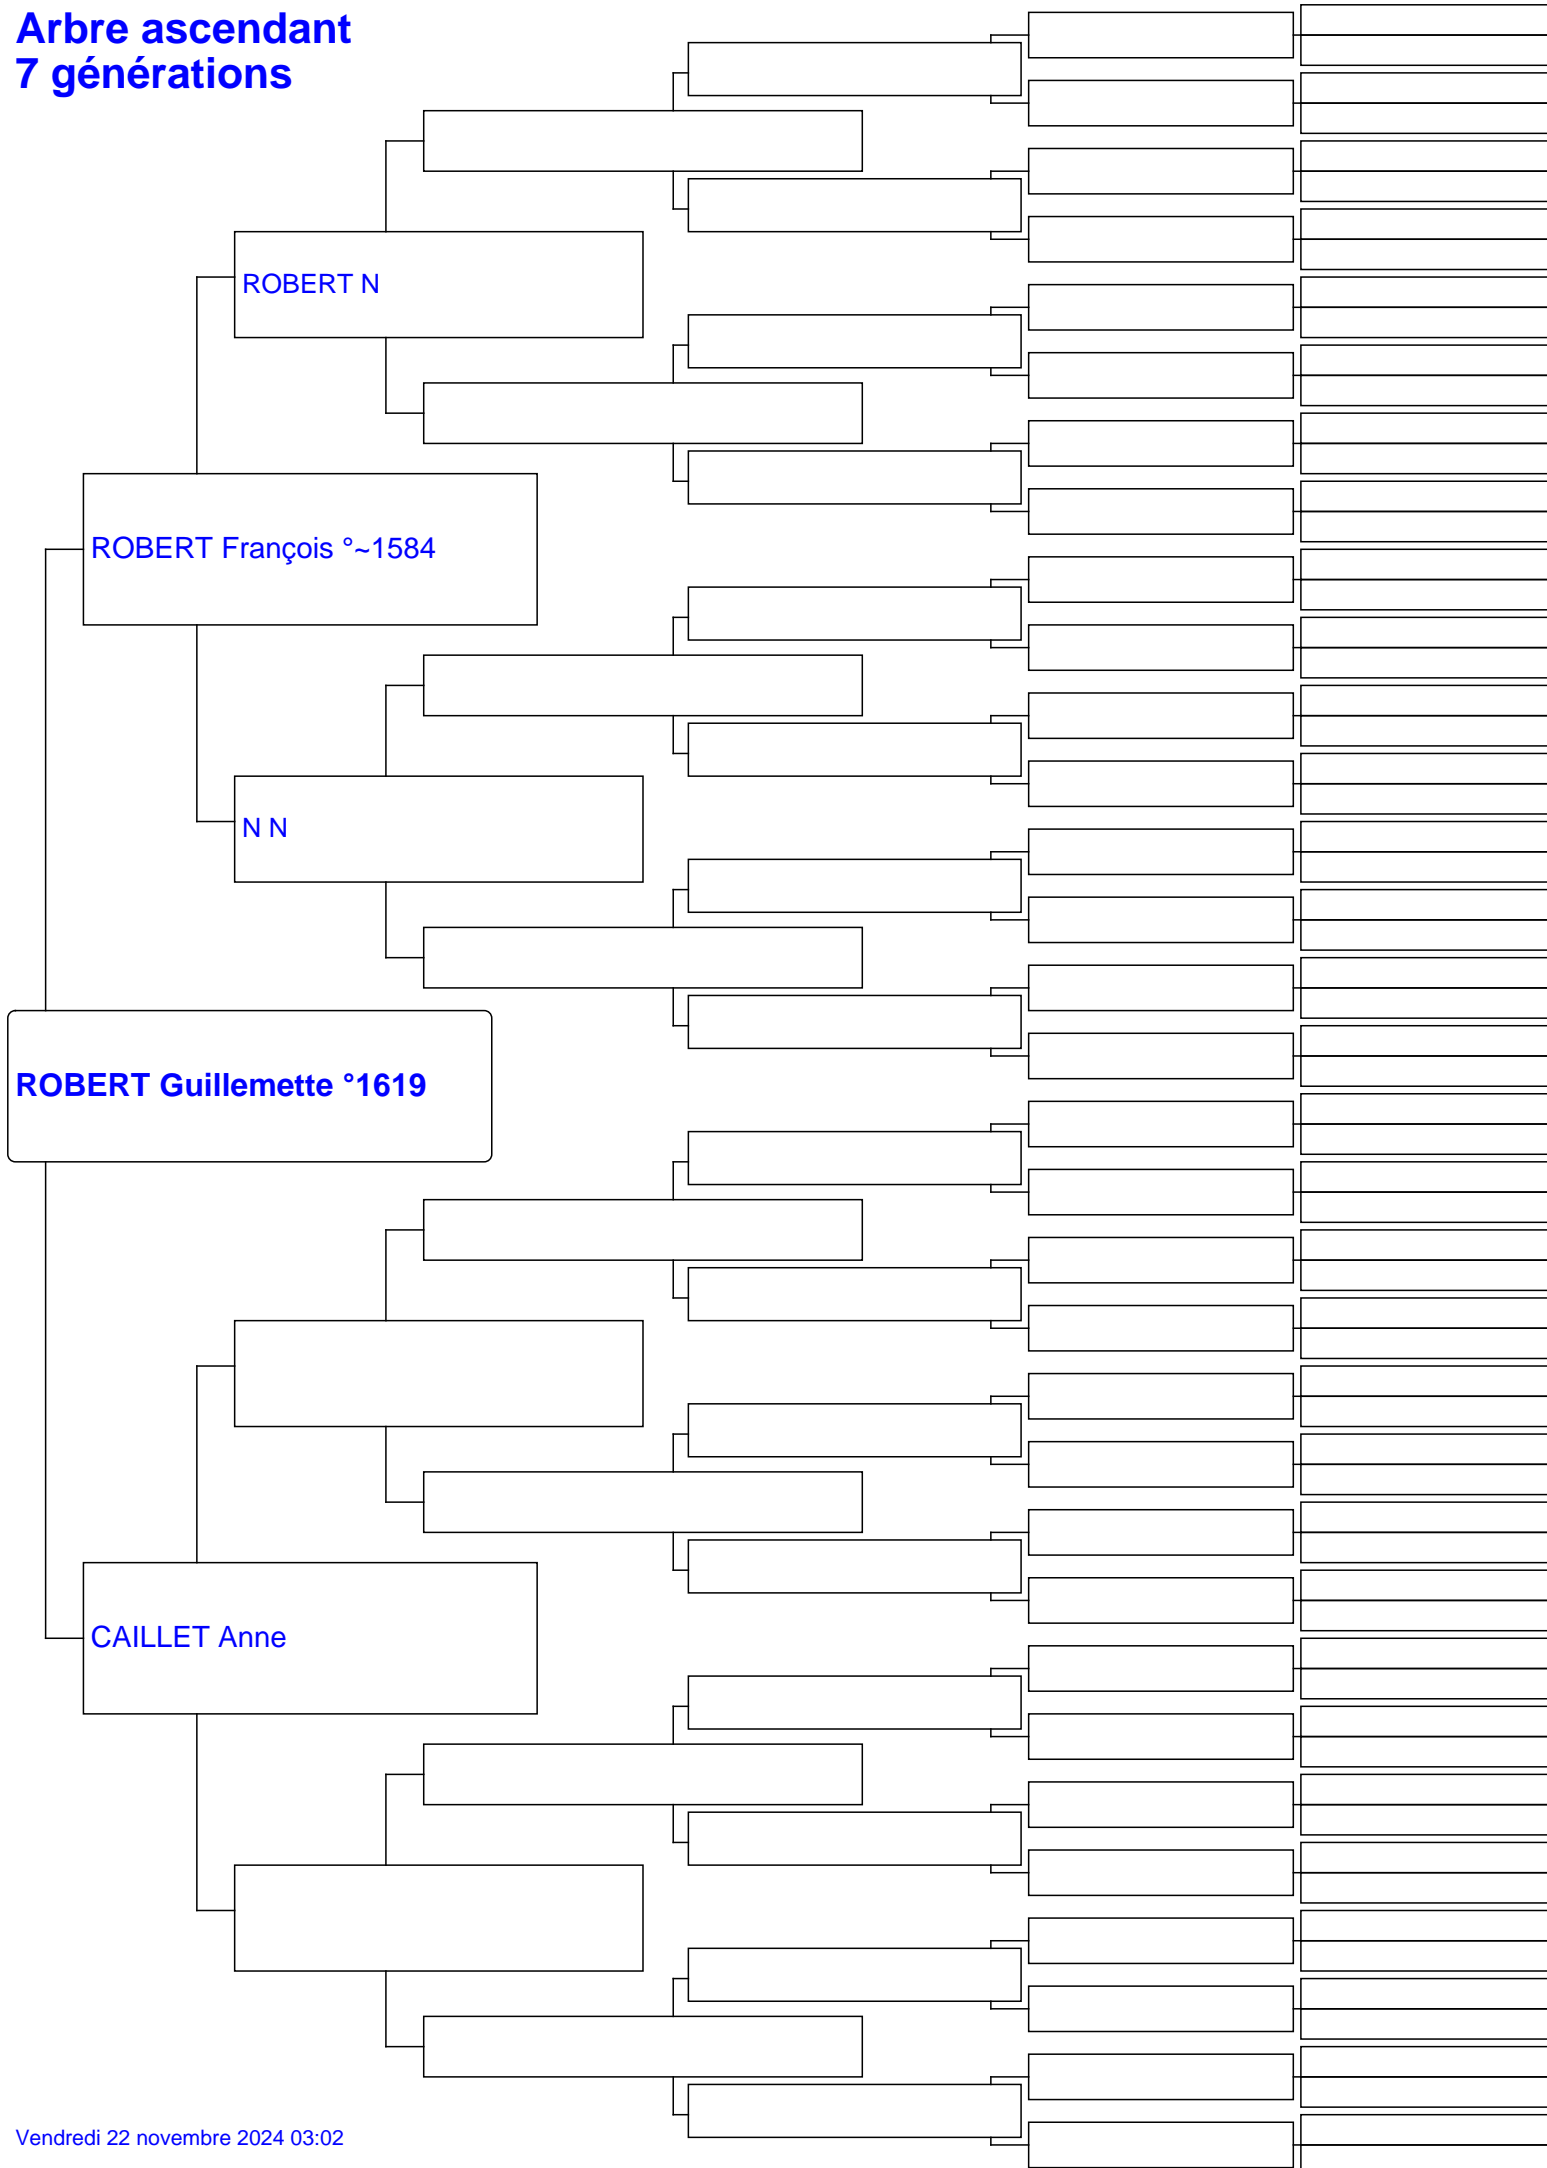 Arbre ascendant
7 générations
ROBERT N
ROBERT François °~1584
N N
ROBERT Guillemette °1619
CAILLET Anne
Vendredi 22 novembre 2024 03:02